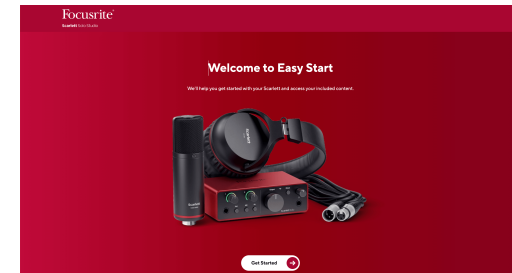 Focusrite®
Scarlett Solo Studio
Welcome to Easy Start
We'll help you get started with your Scarlett and access your included content.
Get Started